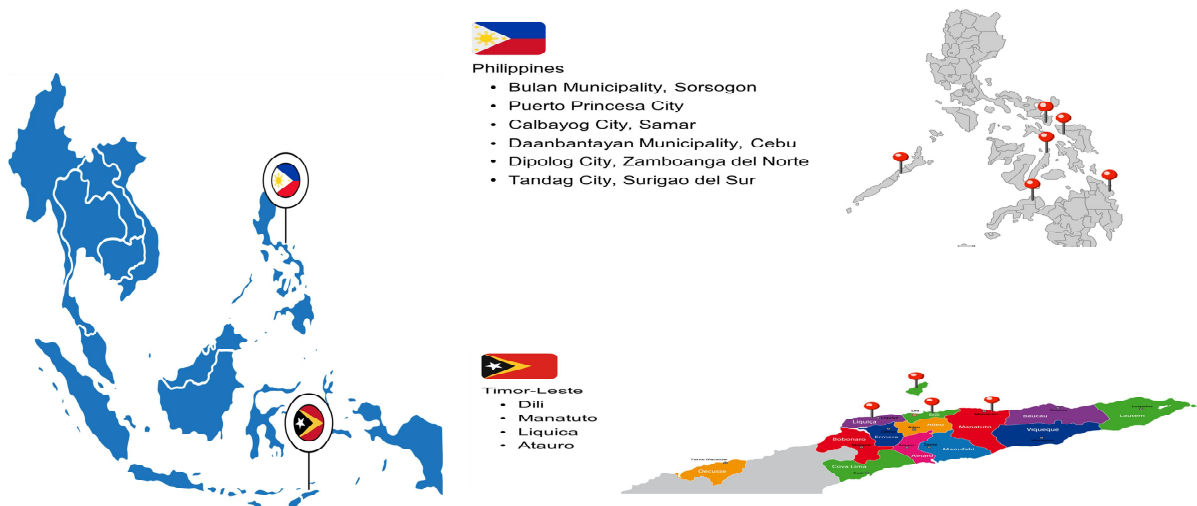 Philippines
• Bulan Municipality, Sorsogon
• Puerto Princesa City
• Calbayog City, Samar
• Daanbantayan Municipality, Cebu
• Dipolog City, Zamboanga del Norte
• Tandag City, Surigao del Sur
Timor-Leste
• Dili
• Manatuto
• Liquica
• Atauro
Liquiça
Baucau
Lautem
Manatuto
Viqueque
Bobonaro
Ermera
Aileu
Manufahi
Ainaro
Cova Lima
Oecusse